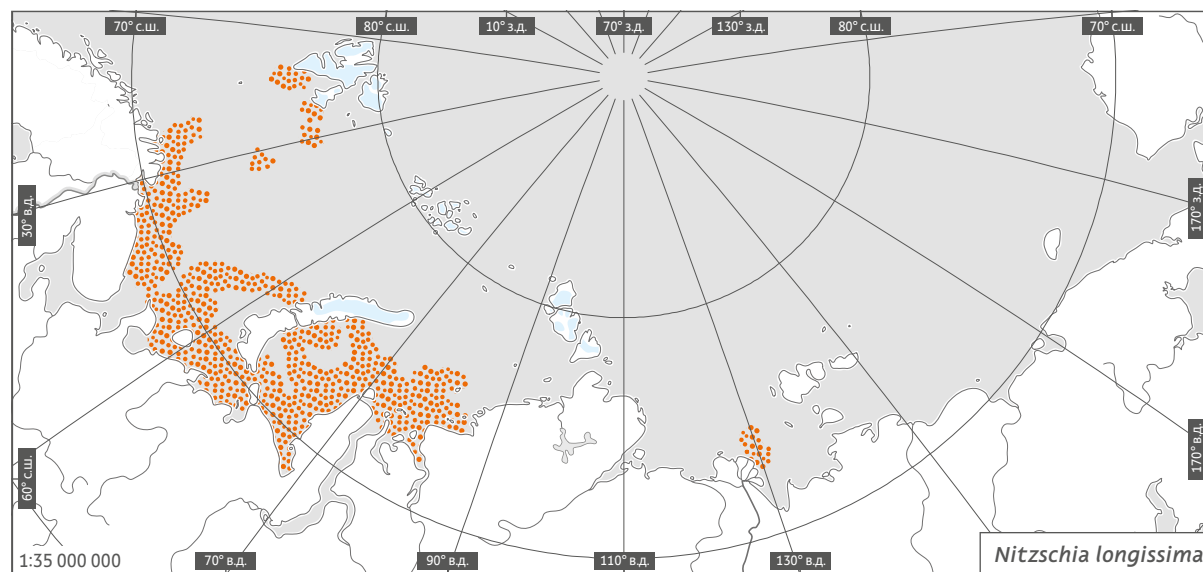 70° с.ш.
80° с.ш.
10° з.д.
70° з.д.
130° з.д.
80° с.ш.
70° с.ш.
30° в.д.
170° з.д.
60° с.ш.
170° в.д.
1:35 000 000
70° в.д.
90° в.д.
110° в.д.
130° в.д.
Nitzschia longissima